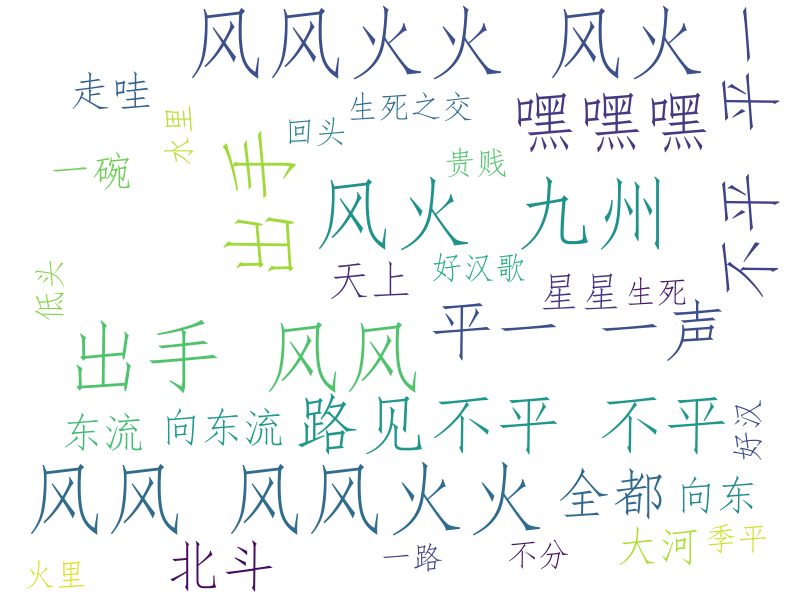 风风火火 风火
平一
走哇
生死之交
嘿嘿嘿
水里
回头
一碗
出手
贵贱
风火 九州
不平
低头
天上
好汉歌
星星
生死
平一 一声
出手 风风
东流
向东流
路见不平 不平
好汉
风风 风风火火
全都
向东
火里
北斗
一路
不分
大河
季平